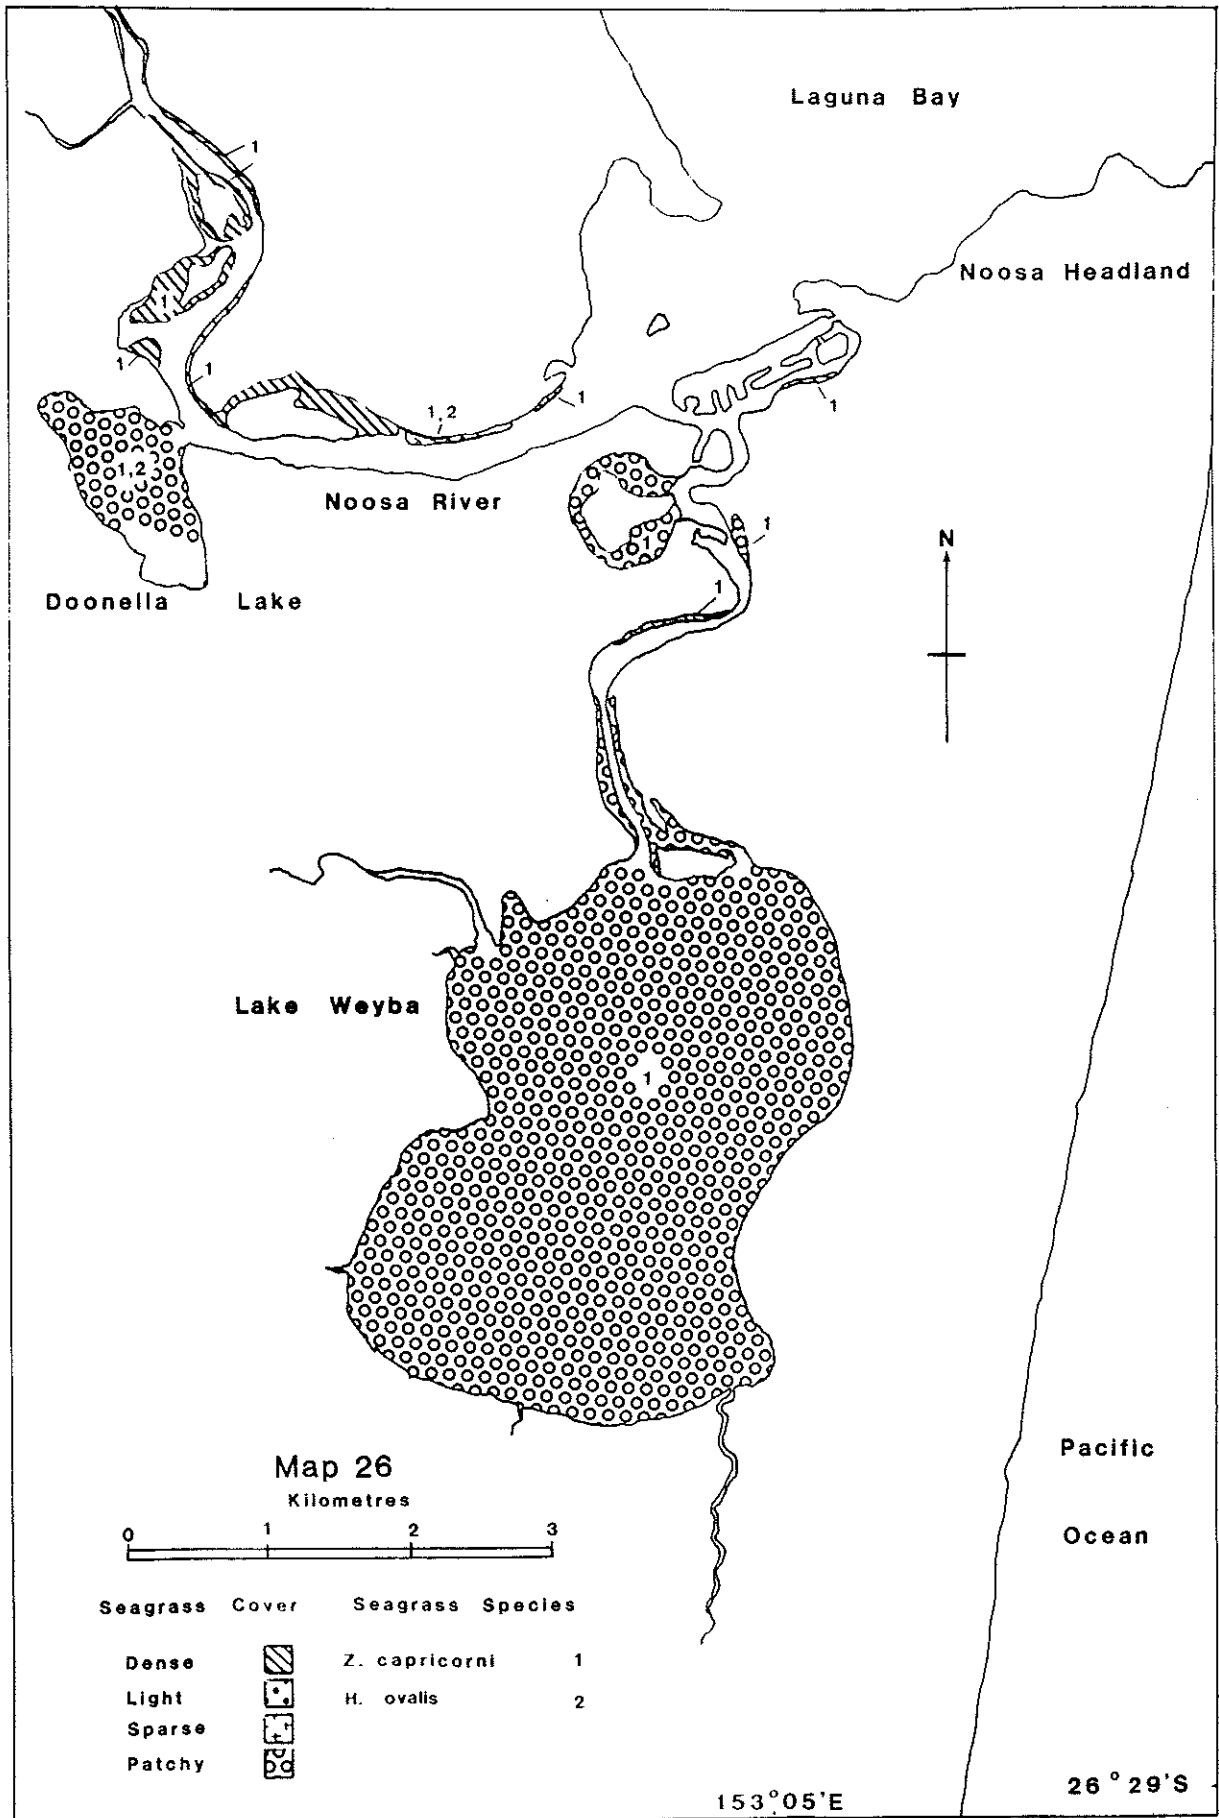 Laguna Bay
1
Noosa Headland
1
1
1
1
1,2
1
1
1,2
Noosa River
1
1
N
Doonella Lake
1
Lake Weyba
1
Map 26
Kilometres
0 1 2 3
Pacific
Ocean
Seagrass Cover Seagrass Species
Dense Z. capricorni 1
Light H. ovalis 2
Sparse
Patchy
153°05'E
26°29'S